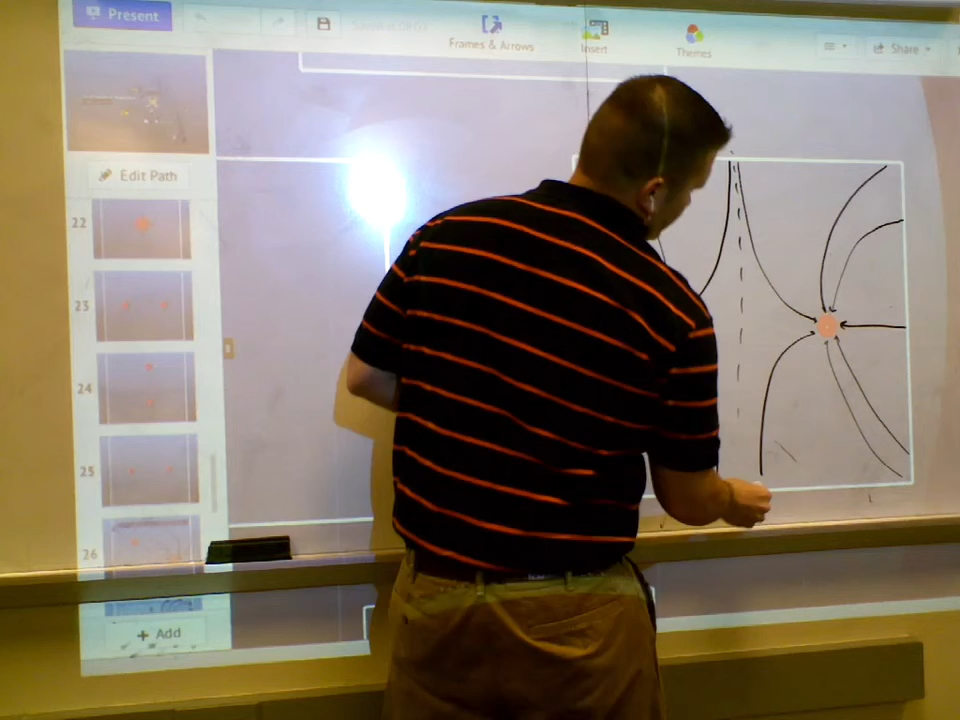 Present
Frames & Arrows
Insert
Themes
Share
Edit Path
22
23
24
25
26
+ Add